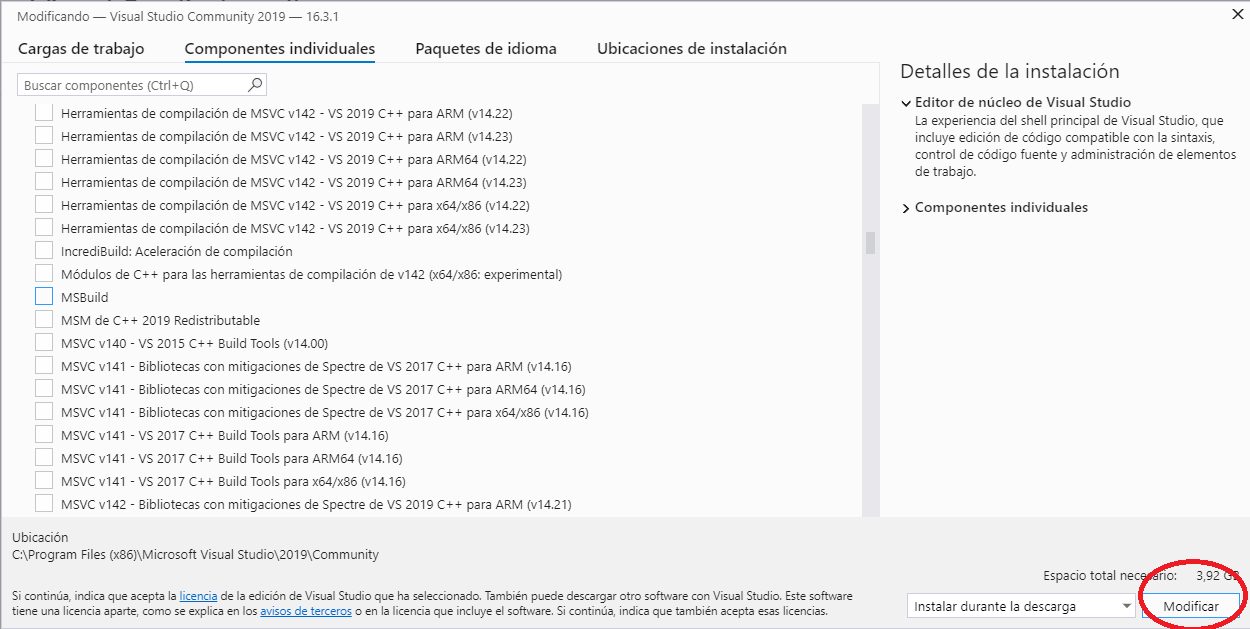 Modificando — Visual Studio Community 2019 — 16.3.1
Cargas de trabajo
Componentes individuales
Paquetes de idioma
Ubicaciones de instalación
Buscar componentes (Ctrl+Q)
Herramientas de compilación de MSVC v142 - VS 2019 C++ para ARM (v14.22)
Herramientas de compilación de MSVC v142 - VS 2019 C++ para ARM (v14.23)
Herramientas de compilación de MSVC v142 - VS 2019 C++ para ARM64 (v14.22)
Herramientas de compilación de MSVC v142 - VS 2019 C++ para ARM64 (v14.23)
Herramientas de compilación de MSVC v142 - VS 2019 C++ para x64/x86 (v14.22)
Herramientas de compilación de MSVC v142 - VS 2019 C++ para x64/x86 (v14.23)
IncrediBuild: Aceleración de compilación
Módulos de C++ para las herramientas de compilación de v142 (x64/x86: experimental)
MSBuild
MSM de C++ 2019 Redistributable
MSVC v140 - VS 2015 C++ Build Tools (v14.00)
MSVC v141 - Bibliotecas con mitigaciones de Spectre de VS 2017 C++ para ARM (v14.16)
MSVC v141 - Bibliotecas con mitigaciones de Spectre de VS 2017 C++ para ARM64 (v14.16)
MSVC v141 - Bibliotecas con mitigaciones de Spectre de VS 2017 C++ para x64/x86 (v14.16)
MSVC v141 - VS 2017 C++ Build Tools para ARM (v14.16)
MSVC v141 - VS 2017 C++ Build Tools para ARM64 (v14.16)
MSVC v141 - VS 2017 C++ Build Tools para x64/x86 (v14.16)
MSVC v142 - Bibliotecas con mitigaciones de Spectre de VS 2019 C++ para ARM (v14.21)
Detalles de la instalación
Editor de núcleo de Visual Studio
La experiencia del shell principal de Visual Studio, que
incluye edición de código compatible con la sintaxis,
control de código fuente y administración de elementos
de trabajo.
Componentes individuales
Ubicación
C:\Program Files (x86)\Microsoft Visual Studio\2019\Community
Espacio total necesario: 3,92 GB
Si continúa, indica que acepta la licencia de la edición de Visual Studio que ha seleccionado. También puede descargar otro software con Visual Studio. Este software
tiene una licencia aparte, como se explica en los avisos de terceros o en la licencia que incluye el software. Si continúa, indica que también acepta esas licencias.
Instalar durante la descarga
Modificar